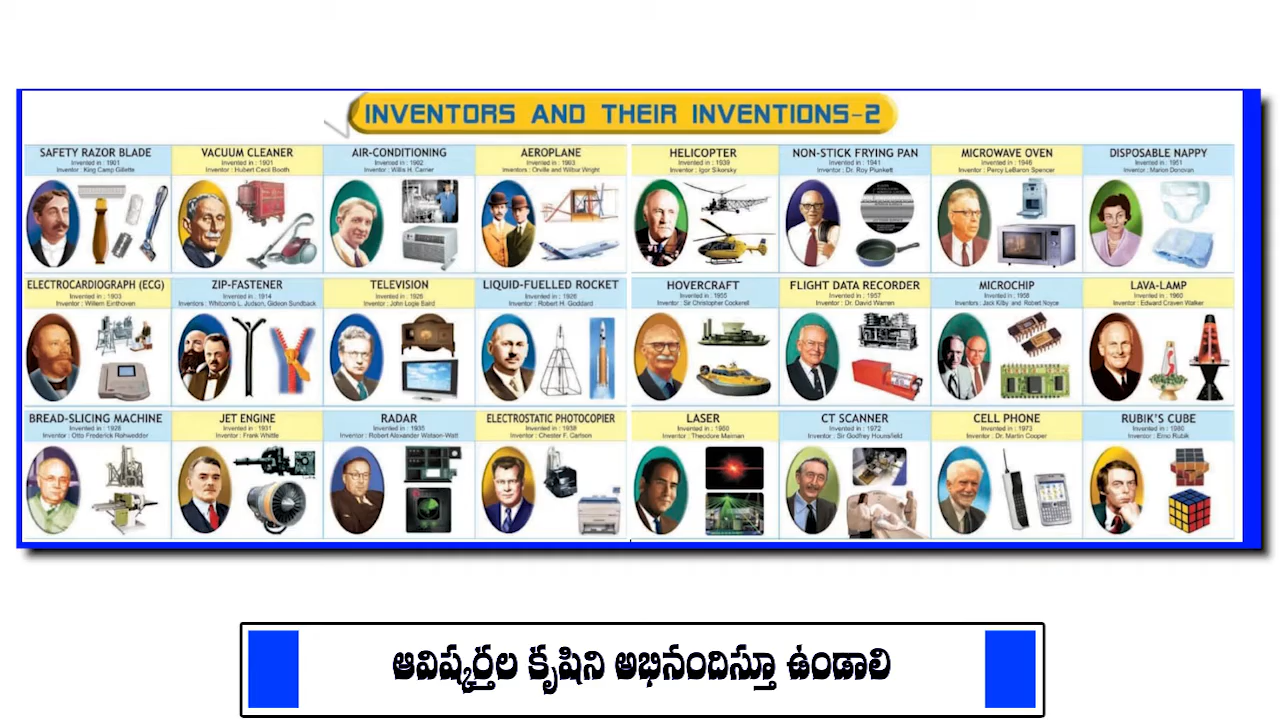 INVENTORS AND THEIR INVENTIONS-2
SAFETY RAZOR BLADE
Invented in : 1901
Inventor : King Camp Gillette
VACUUM CLEANER
Invented in : 1901
Inventor : Hubert Cecil Booth
AIR-CONDITIONING
Invented in : 1902
Inventor : Willis H. Carrier
AEROPLANE
Invented in : 1903
Inventors : Orville and Wilbur Wright
HELICOPTER
Invented in : 1939
Inventor : Igor Sikorsky
NON-STICK FRYING PAN
Invented in : 1941
Inventor : Dr. Roy Plunkett
MICROWAVE OVEN
Invented in : 1946
Inventor : Percy LeBaron Spencer
DISPOSABLE NAPPY
Invented in : 1951
Inventor : Marion Donovan
ELECTROCARDIOGRAPH (ECG)
Invented in : 1903
Inventor : Willem Einthoven
ZIP-FASTENER
Invented in : 1914
Inventors : Whitcomb L. Judson, Gideon Sundback
TELEVISION
Invented in : 1926
Inventor : John Logie Baird
LIQUID-FUELLED ROCKET
Invented in : 1926
Inventor : Robert H. Goddard
HOVERCRAFT
Invented in : 1955
Inventor : Sir Christopher Cockerell
FLIGHT DATA RECORDER
Invented in : 1957
Inventor : Dr. David Warren
MICROCHIP
Invented in : 1958
Inventors : Jack Kilby and Robert Noyce
LAVA-LAMP
Invented in : 1960
Inventor : Edward Craven Walker
BREAD-SLICING MACHINE
Invented in : 1928
Inventor : Otto Frederick Rohweddor
JET ENGINE
Invented in : 1931
Inventor : Frank Whittle
RADAR
Invented in : 1935
Inventor : Robert Alexander Watson-Watt
ELECTROSTATIC PHOTOCOPIER
Invented in : 1938
Inventor : Chester F. Carlson
LASER
Invented in : 1960
Inventor : Theodore Maiman
CT SCANNER
Invented in : 1972
Inventor : Sir Godfrey Hounsfield
CELL PHONE
Invented in : 1973
Inventor : Dr. Martin Cooper
RUBIK'S CUBE
Invented in : 1980
Inventor : Erno Rubik
ఆవిష్కర్తల కృషిని అభినందిస్తూ ఉండాలి